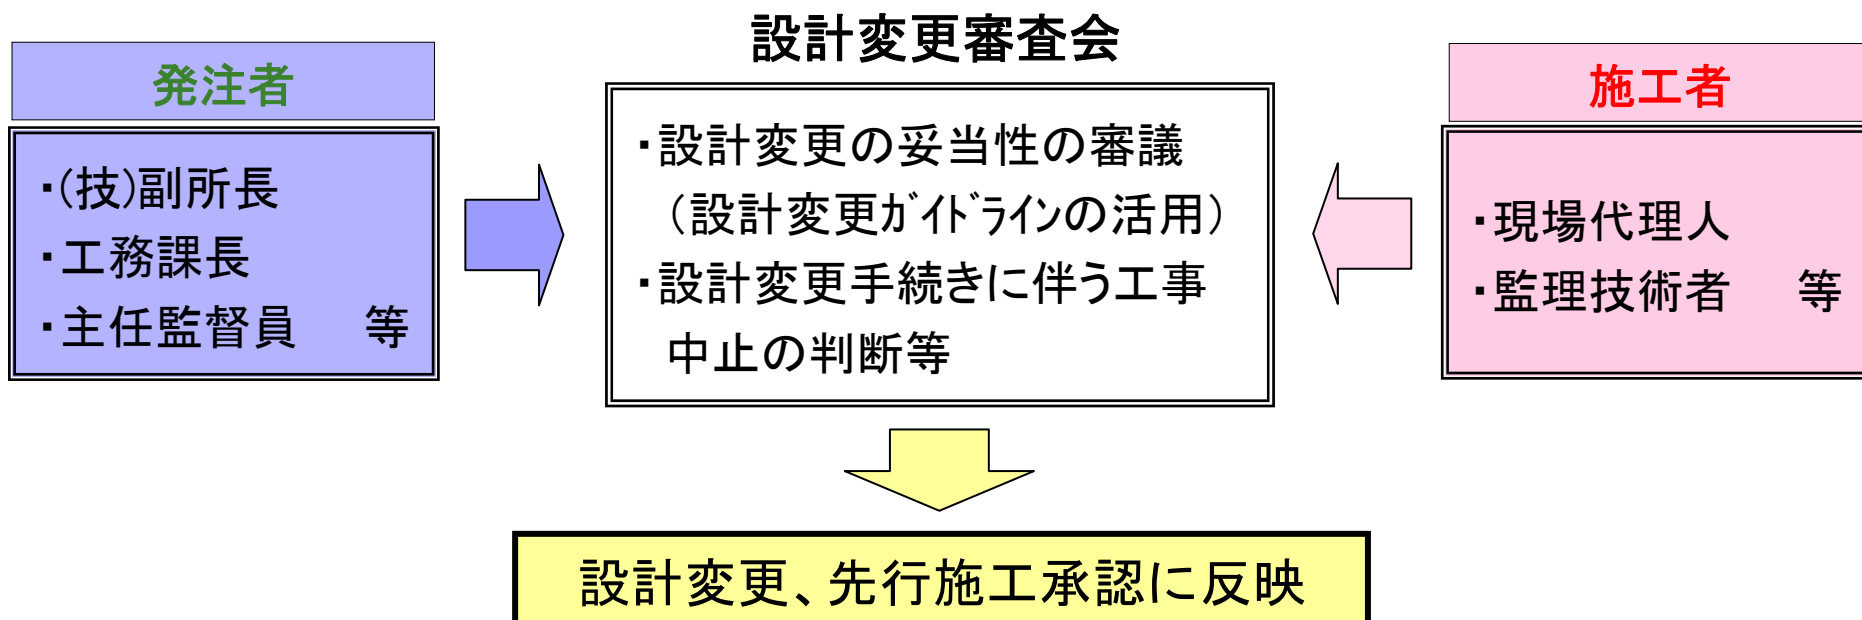 設計変更審査会
発注者
・(技)副所長
・工務課長
・主任監督員　等
・設計変更の妥当性の審議
（設計変更ｶﾞｲﾄﾞﾗｲﾝの活用）
・設計変更手続きに伴う工事
中止の判断等
施工者
・現場代理人
・監理技術者　等
設計変更、先行施工承認に反映